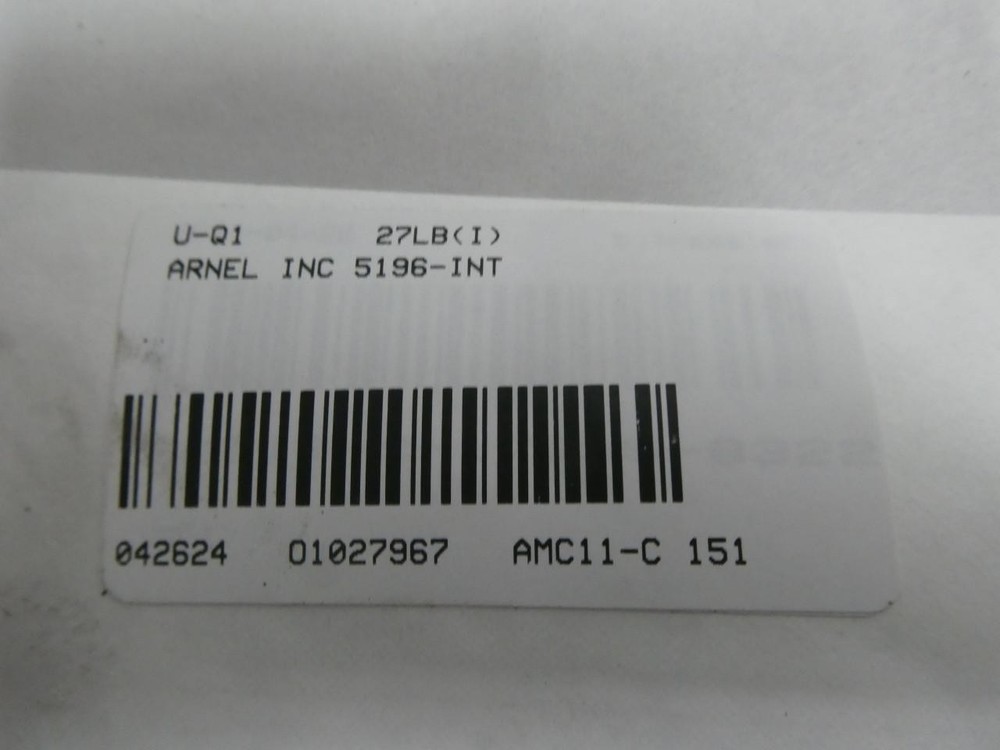 U-Q1 27LB(I)
ARNEL INC 5196-INT
042624 01027967 AMC11-C 151